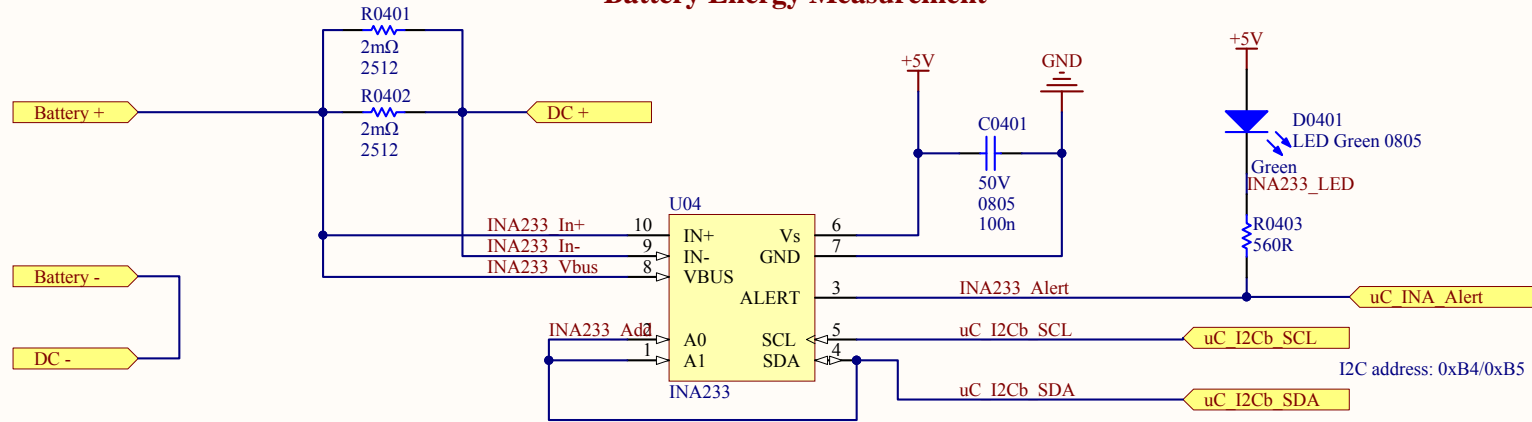 Battery Energy Measurement
R0401
2mΩ
2512
R0402
2mΩ
2512
Battery +
DC +
+5V
GND
C0401
50V
0805
100n
+5V
D0401
LED Green 0805
Green
INA233_LED
R0403
560R
U04
INA233_In+ 10 IN+ Vs 6
INA233_In- 9 IN- GND 7
INA233_Vbus 8 VBUS
ALERT 3 INA233_Alert uC_INA_Alert
INA233_Add 2 A0 SCL 5 uC_I2Cb_SCL uC_I2Cb_SCL
1 A1 SDA 4
INA233
uC_I2Cb_SDA uC_I2Cb_SDA
I2C address: 0xB4/0xB5
Battery -
DC -